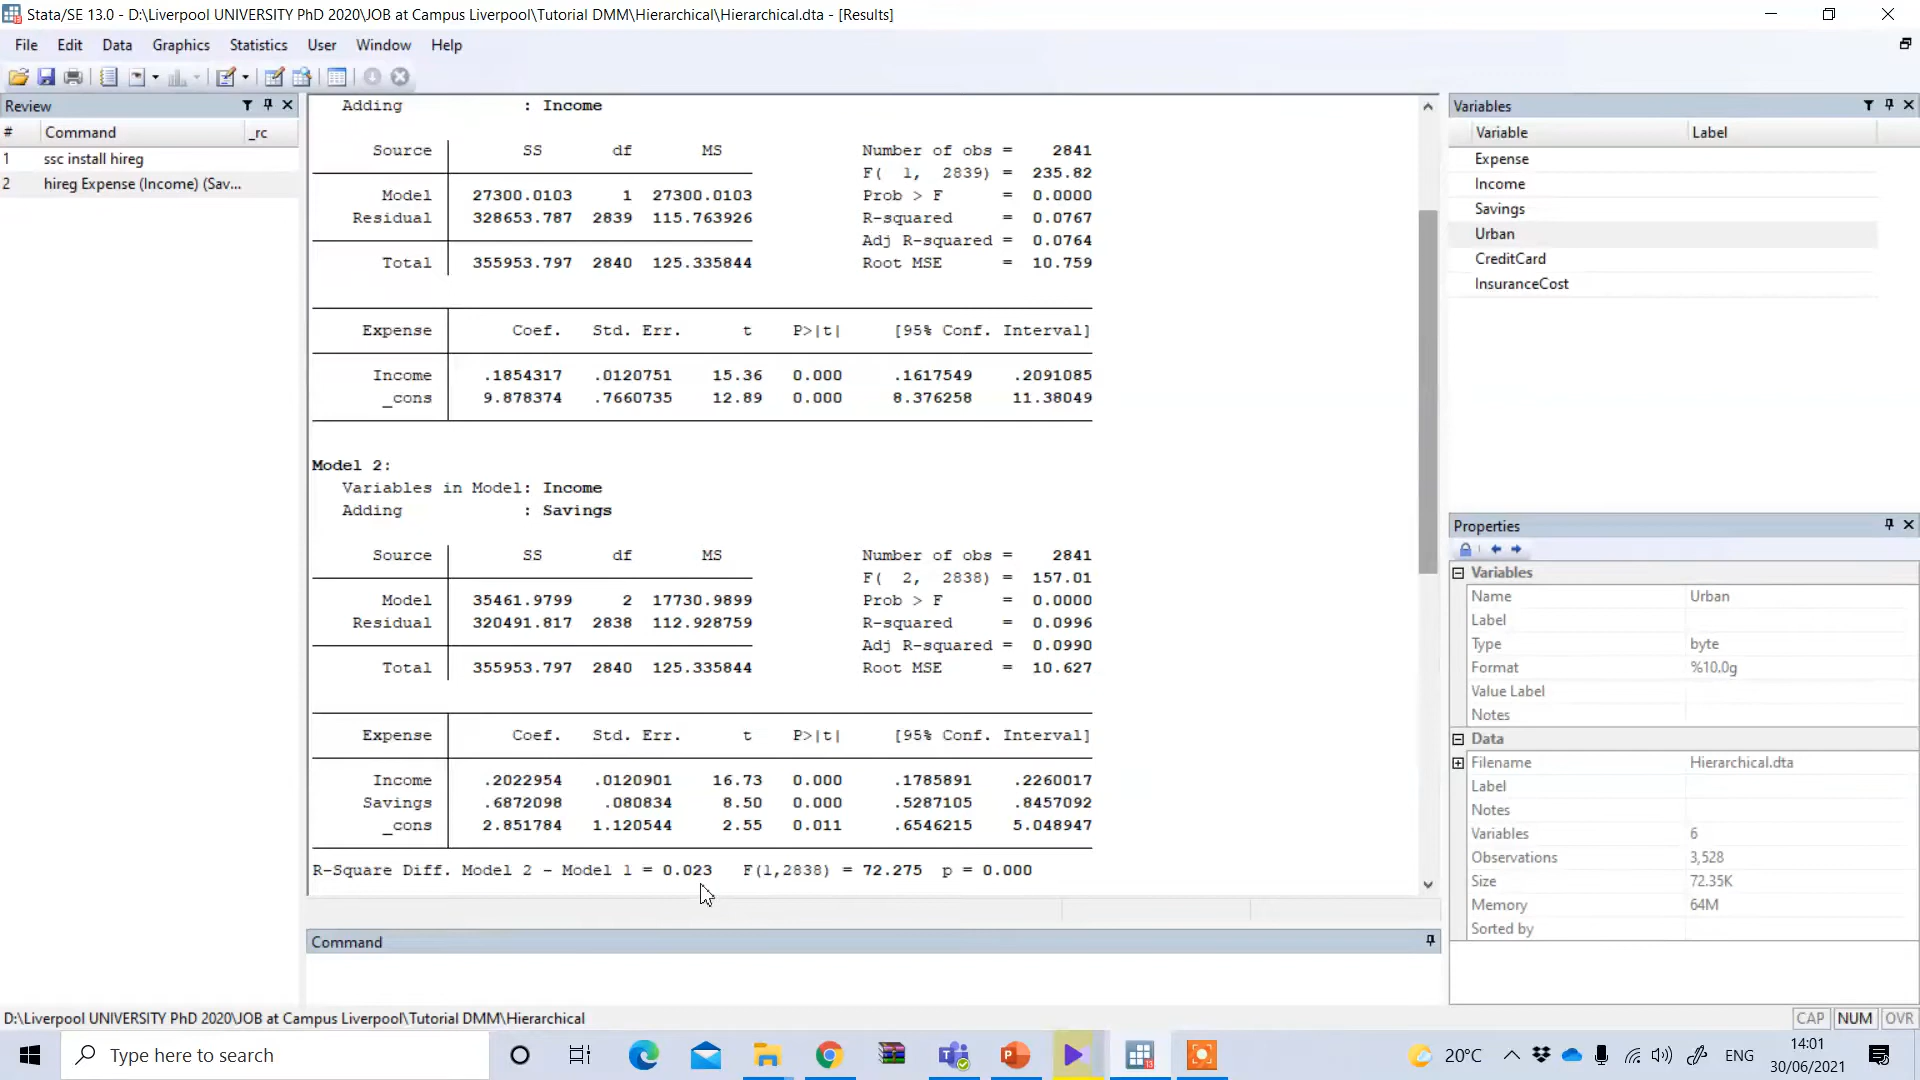 Stata/SE 13.0 - D:\Liverpool UNIVERSITY PhD 2020\JOB at Campus Liverpool\Tutorial DMM\Hierarchical\Hierarchical.dta - [Results]
File Edit Data Graphics Statistics User Window Help
Review
# Command _rc
1 ssc install hireg
2 hireg Expense (Income) (Sav...
Adding : Income
Source SS df MS Number of obs = 2841
F( 1, 2839) = 235.82
Model 27300.0103 1 27300.0103 Prob > F = 0.0000
Residual 328653.787 2839 115.763926 R-squared = 0.0767
Adj R-squared = 0.0764
Total 355953.797 2840 125.335844 Root MSE = 10.759
Expense Coef. Std. Err. t P>|t| [95% Conf. Interval]
Income .1854317 .0120751 15.36 0.000 .1617549 .2091085
_cons 9.878374 .7660735 12.89 0.000 8.376258 11.38049
Model 2:
Variables in Model: Income
Adding : Savings
Source SS df MS Number of obs = 2841
F( 2, 2838) = 157.01
Model 35461.9799 2 17730.9899 Prob > F = 0.0000
Residual 320491.817 2838 112.928759 R-squared = 0.0996
Adj R-squared = 0.0990
Total 355953.797 2840 125.335844 Root MSE = 10.627
Expense Coef. Std. Err. t P>|t| [95% Conf. Interval]
Income .2022954 .0120901 16.73 0.000 .1785891 .2260017
Savings .6872098 .080834 8.50 0.000 .5287105 .8457092
_cons 2.851784 1.120544 2.55 0.011 .6546215 5.048947
R-Square Diff. Model 2 - Model 1 = 0.023 F(1,2838) = 72.275 p = 0.000
Command
Variables
Variable Label
Expense
Income
Savings
Urban
CreditCard
InsuranceCost
Properties
Variables
Name Urban
Label
Type byte
Format %10.0g
Value Label
Notes
Data
Filename Hierarchical.dta
Label
Notes
Variables 6
Observations 3,528
Size 72.35K
Memory 64M
Sorted by
D:\Liverpool UNIVERSITY PhD 2020\JOB at Campus Liverpool\Tutorial DMM\Hierarchical
CAP NUM OVR
Type here to search
20°C
ENG
14:01
30/06/2021